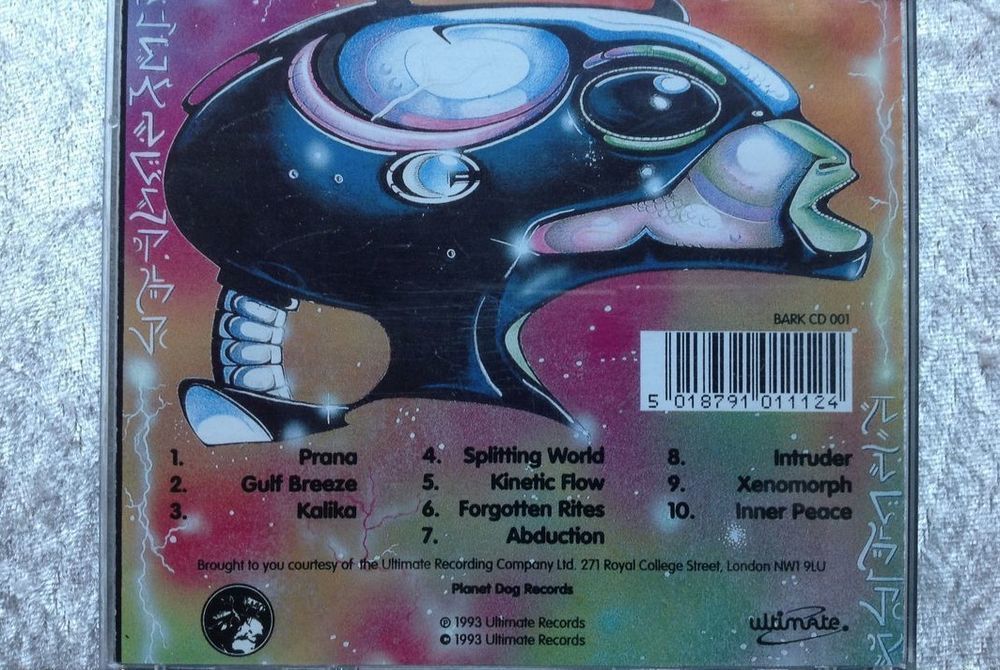 BARK CD 001
5 018791 011124
1. Prana
2. Gulf Breeze
3. Kalika
4. Splitting World
5. Kinetic Flow
6. Forgotten Rites
7. Abduction
8. Intruder
9. Xenomorph
10. Inner Peace
Brought to you courtesy of the Ultimate Recording Company Ltd. 271 Royal College Street, London NW1 9LU
Planet Dog Records
℗ 1993 Ultimate Records
© 1993 Ultimate Records
ultimate.